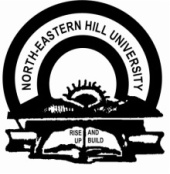 NORTH-EASTERN HILL UNIVERSITY
RISE AND
UP BUILD